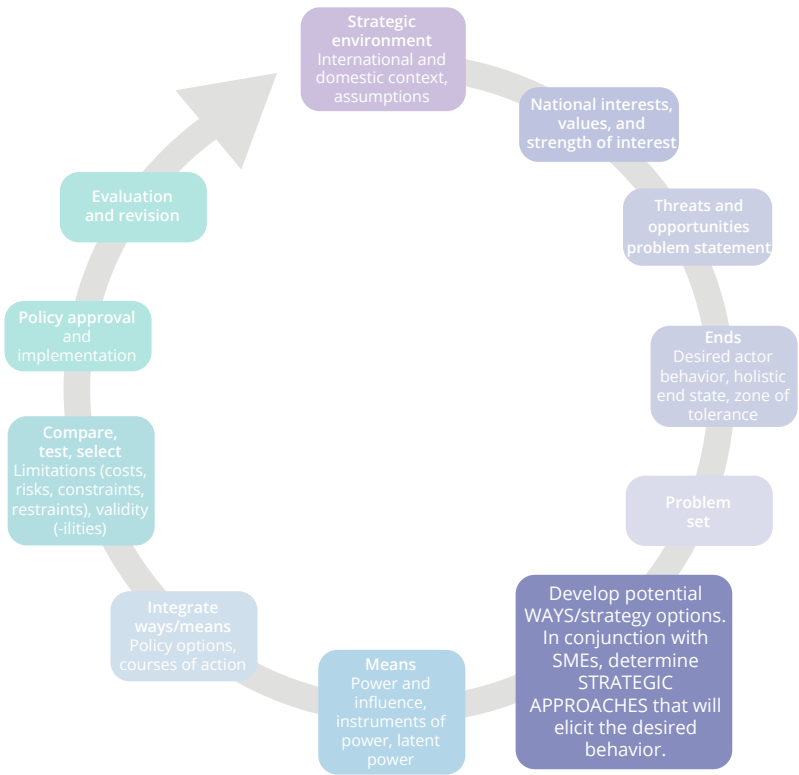 Strategic
environment
International and
domestic context,
assumptions
National interests,
values, and
strength of interest
Threats and
opportunities
problem statement
Ends
Desired actor
behavior, holistic
end state, zone of
tolerance
Problem
set
Develop potential
WAYS/strategy options.
In conjunction with
SMEs, determine
STRATEGIC
APPROACHES that will
elicit the desired
behavior.
Means
Power and
influence,
instruments of
power, latent
power
Integrate
ways/means
Policy options,
courses of action
Compare,
test, select
Limitations (costs,
risks, constraints,
restraints), validity
(-ilities)
Policy approval
and
implementation
Evaluation
and revision